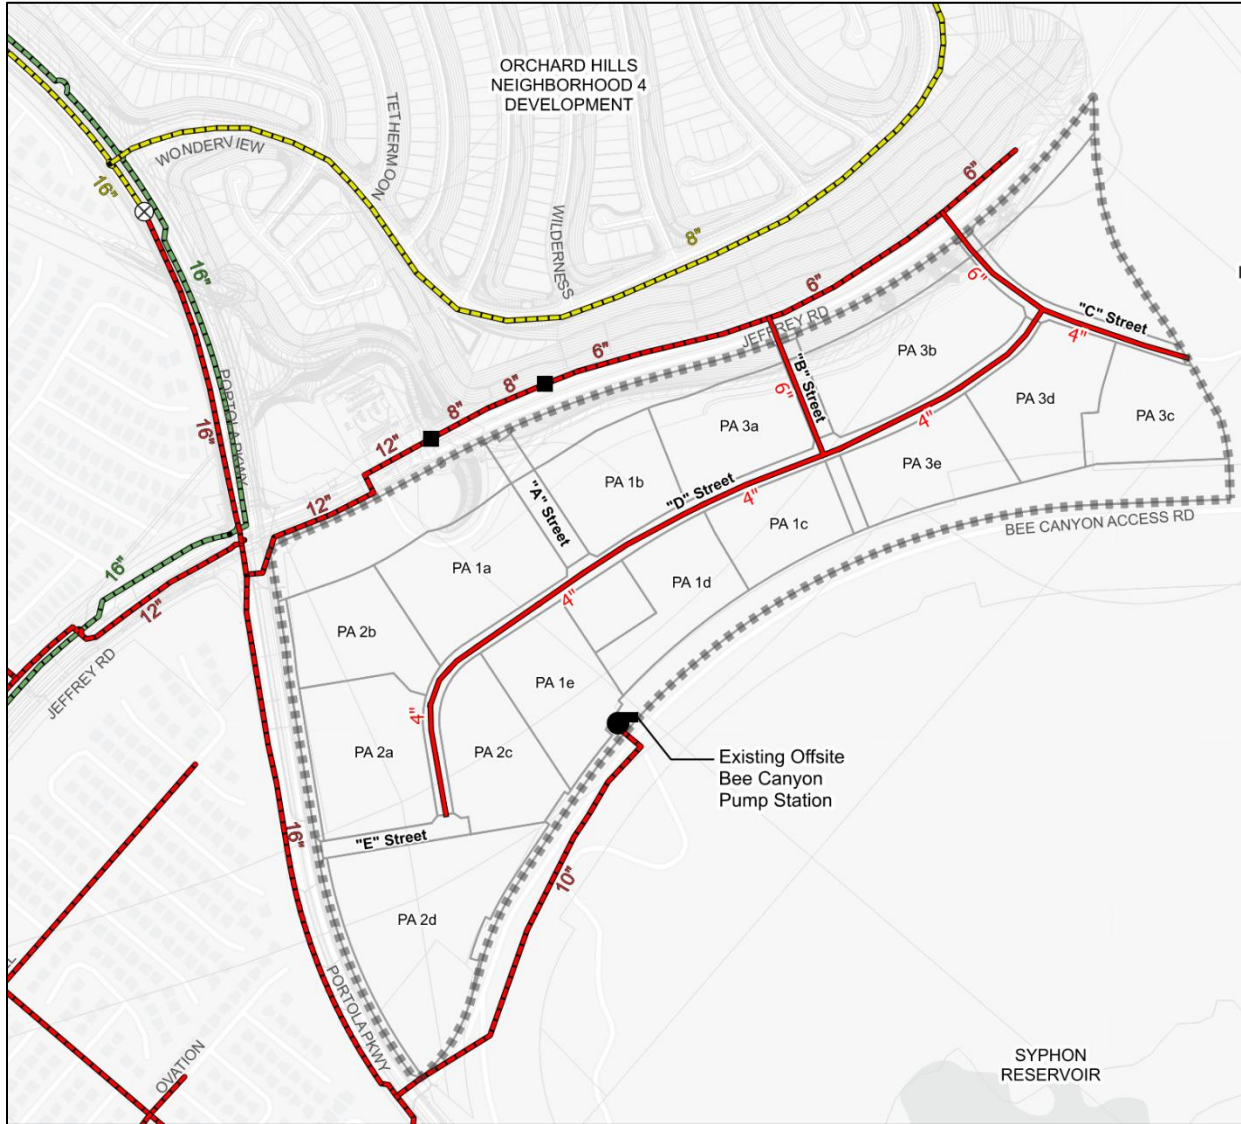 ORCHARD HILLS
NEIGHBORHOOD 4
DEVELOPMENT
TETHERMOON
WONDERVIEW
16"
WILDERNESS
8"
6"
16"
6"
6"
"C" Street
4"
JEFFREY RD
6"
PA 3b
8"
8"
"B" Street
6"
PORTOLA PKWY
16"
12"
PA 3a
4"
PA 3d
PA 3c
PA 3e
12"
PA 1b
"D" Street
4"
"A" Street
PA 1c
BEE CANYON ACCESS RD
16"
12"
PA 1a
PA 1d
4"
JEFFREY RD
PA 2b
PA 1e
4"
PA 2a
PA 2c
Existing Offsite
Bee Canyon
Pump Station
16"
"E" Street
10"
PA 2d
PORTOLA PKWY
OVATION
SYPHON
RESERVOIR